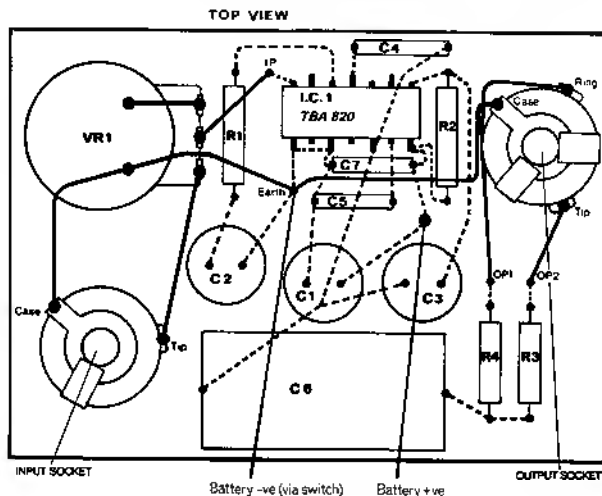 TOP VIEW
C4
IP
Ring
I.C.1
TBA 820
Case
VR1
R1
R2
C7
Earth
C5
Tip
C2
C1
C3
OP1
OP2
Case
Tip
R4
R3
C6
INPUT SOCKET
OUTPUT SOCKET
Battery -ve (via switch)
Battery +ve